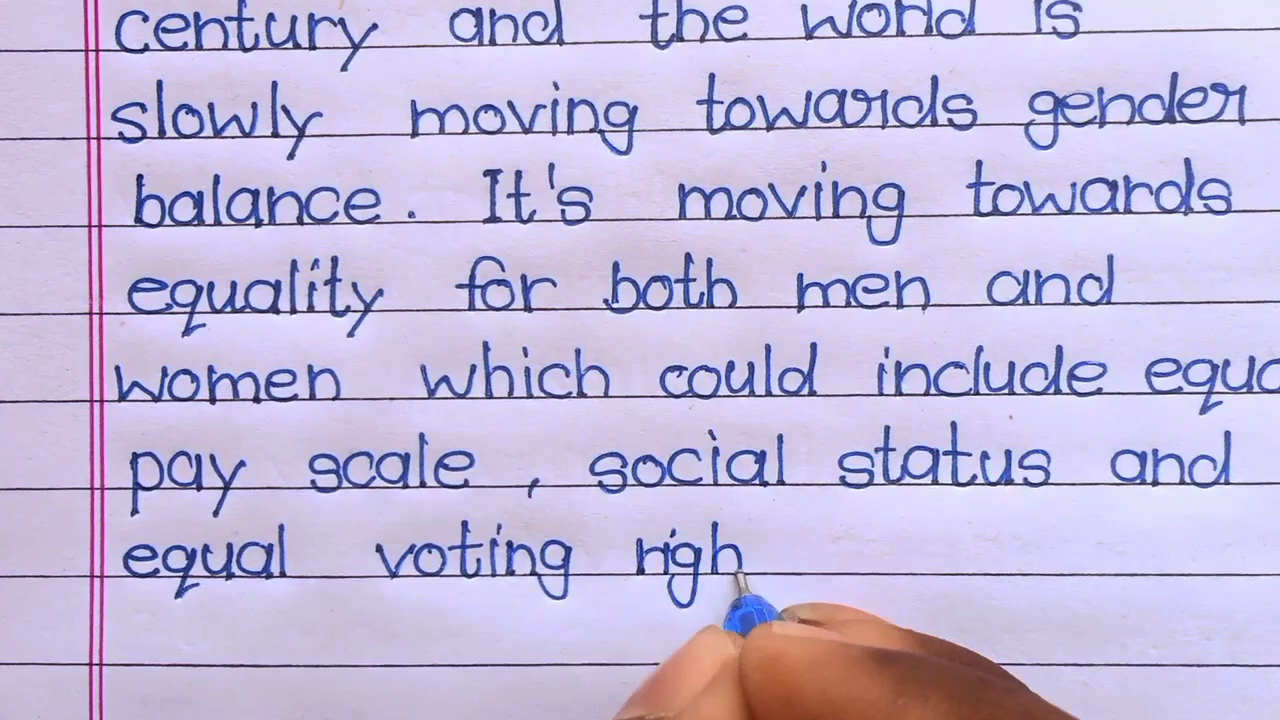 century and the world is
slowly moving towards gender
balance. It's moving towards
equality for both men and
women which could include equa
pay scale, social status and
equal voting righ